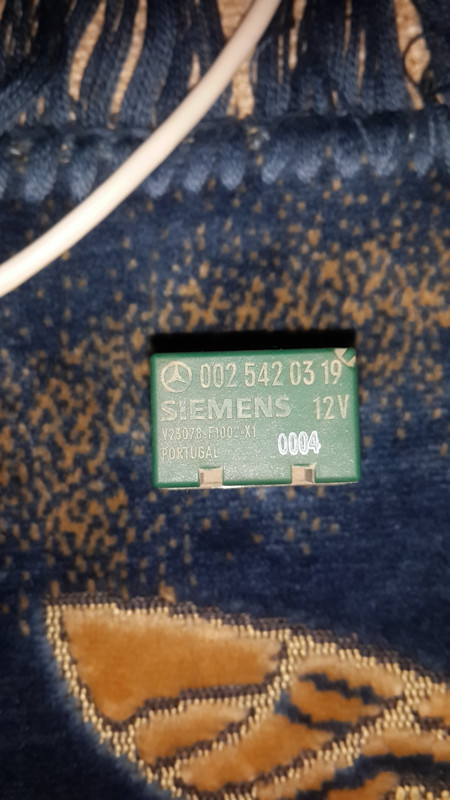 002 542 03 19
SIEMENS 12V
V23078-F1002-X1
0004
PORTUGAL